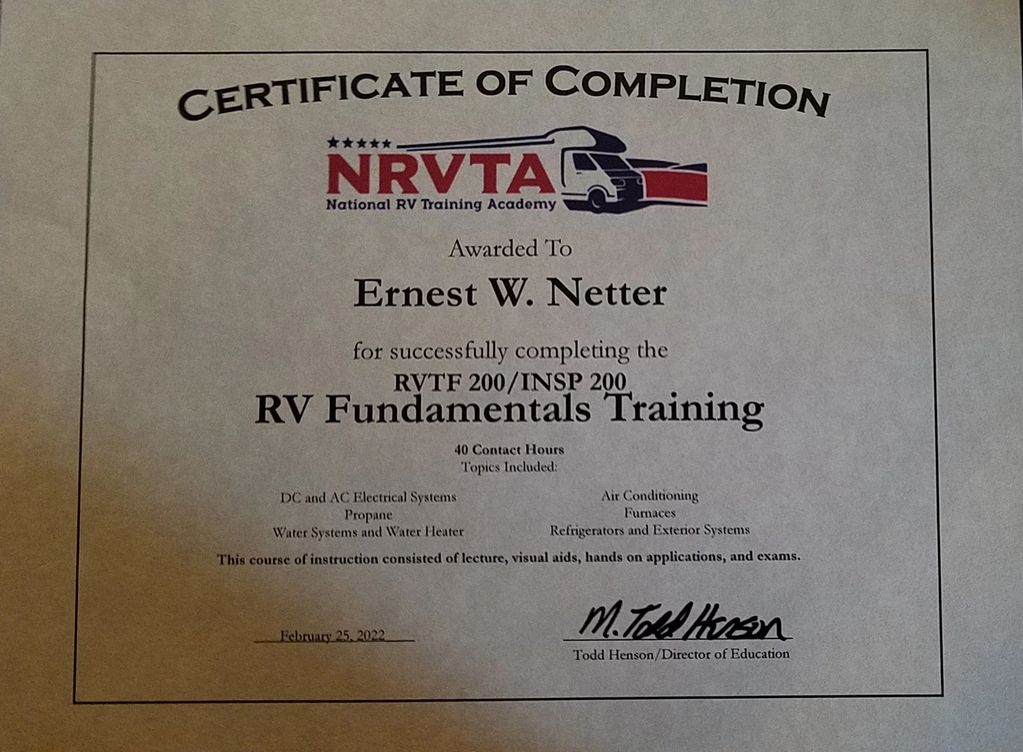 CERTIFICATE OF COMPLETION
NRVTA
National RV Training Academy
Awarded To
Ernest W. Netter
for successfully completing the
RVTF 200/INSP 200
RV Fundamentals Training
40 Contact Hours
Topics Included:
DC and AC Electrical Systems
Propane
Water Systems and Water Heater
Air Conditioning
Furnaces
Refrigerators and Exterior Systems
This course of instruction consisted of lecture, visual aids, hands on applications, and exams.
February 25, 2022
M. Todd Henson
Todd Henson/Director of Education